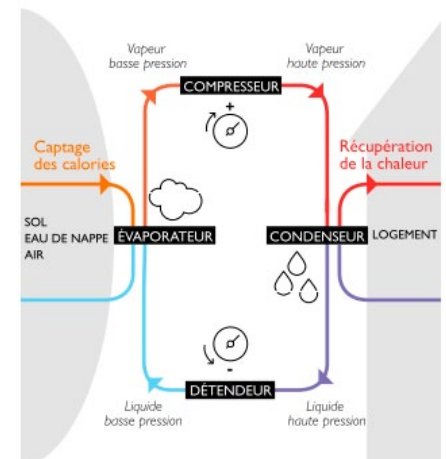 Vapeur
basse pression
Vapeur
haute pression
COMPRESSEUR
+
Captage
des calories
Récupération
de la chaleur
SOL
EAU DE NAPPE
AIR
ÉVAPORATEUR
CONDENSEUR
LOGEMENT
-
DÉTENDEUR
Liquide
basse pression
Liquide
haute pression